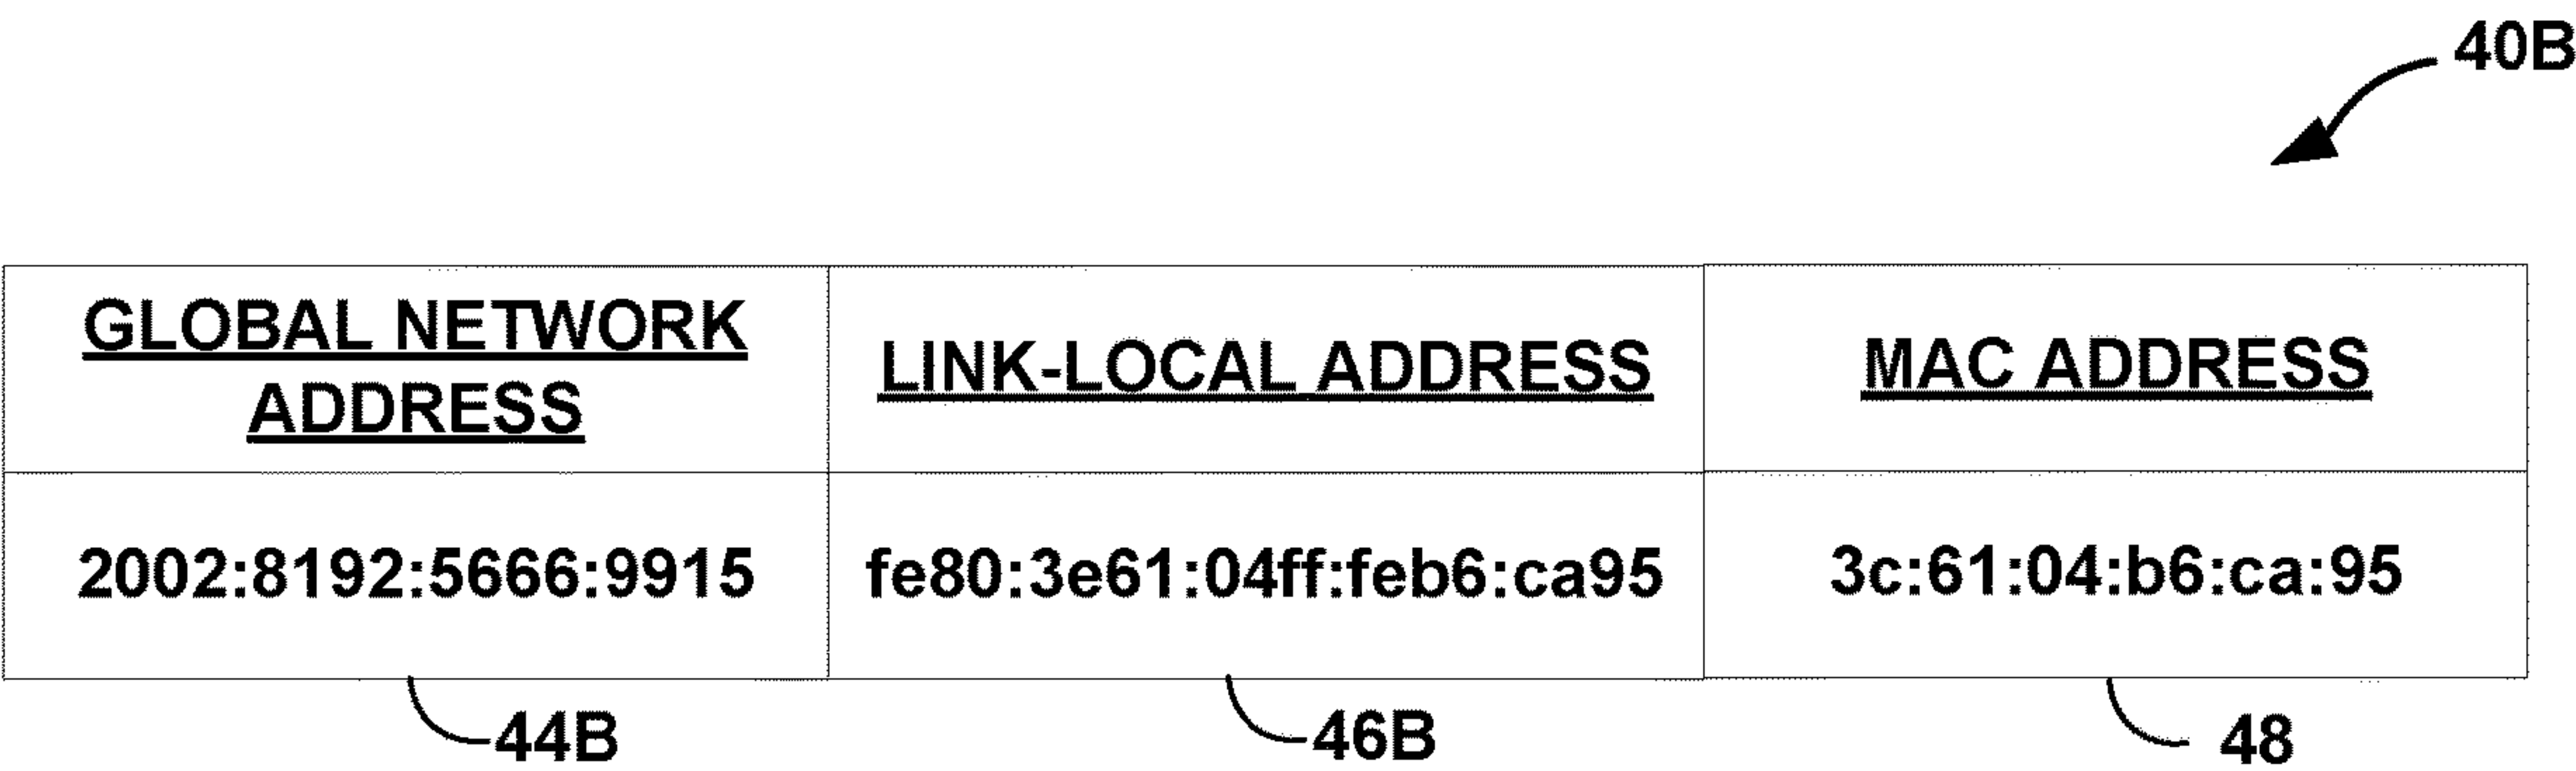 40B
GLOBAL NETWORK
ADDRESS
LINK-LOCAL ADDRESS
MAC ADDRESS
2002:8192:5666:9915
fe80:3e61:04ff:feb6:ca95
3c:61:04:b6:ca:95
44B
46B
48